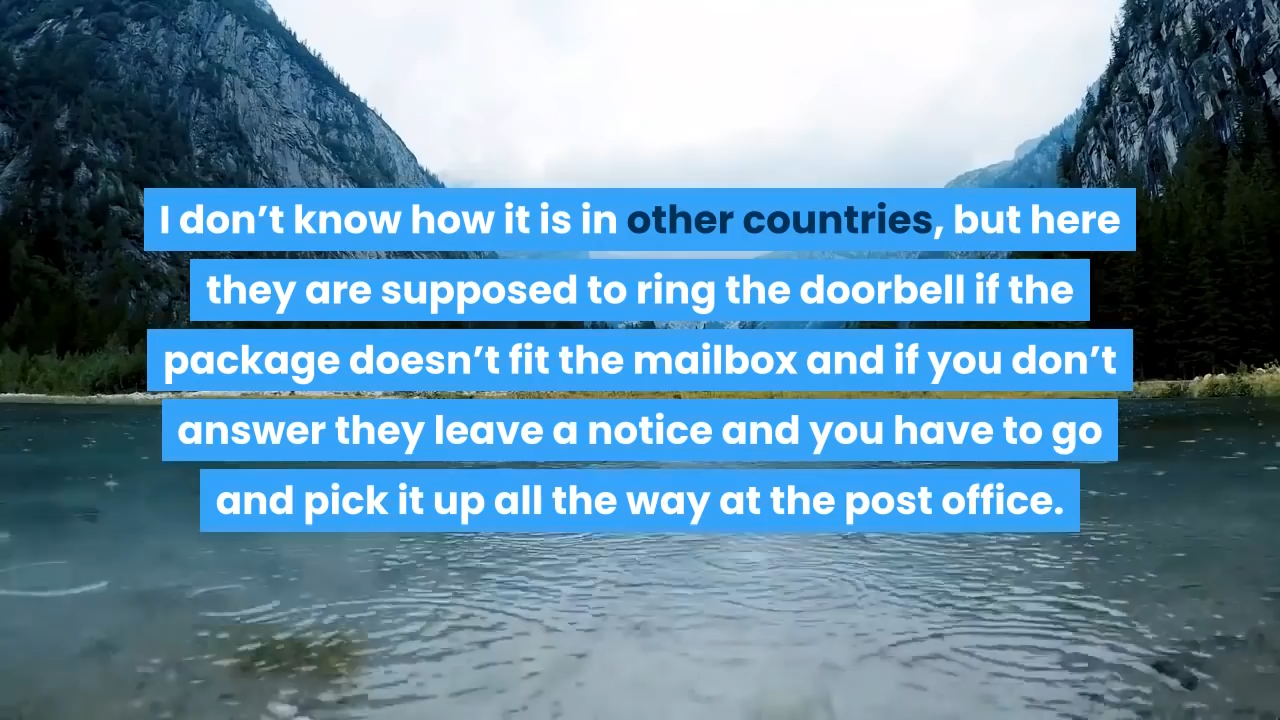 I don’t know how it is in other countries, but here
they are supposed to ring the doorbell if the
package doesn’t fit the mailbox and if you don’t
answer they leave a notice and you have to go
and pick it up all the way at the post office.